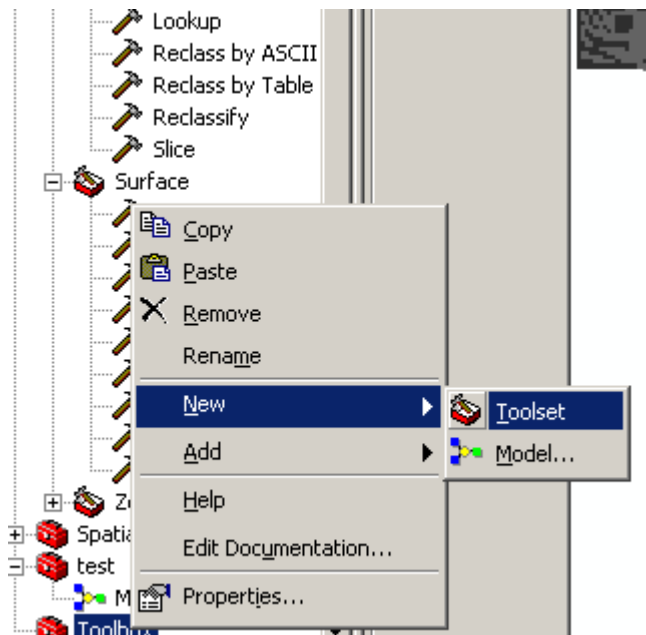 Lookup
Reclass by ASCII
Reclass by Table
Reclassify
Slice
Surface
Copy
Paste
Remove
Rename
New
Toolset
Add
Model...
Help
Edit Documentation...
test
Properties...
Toolbox